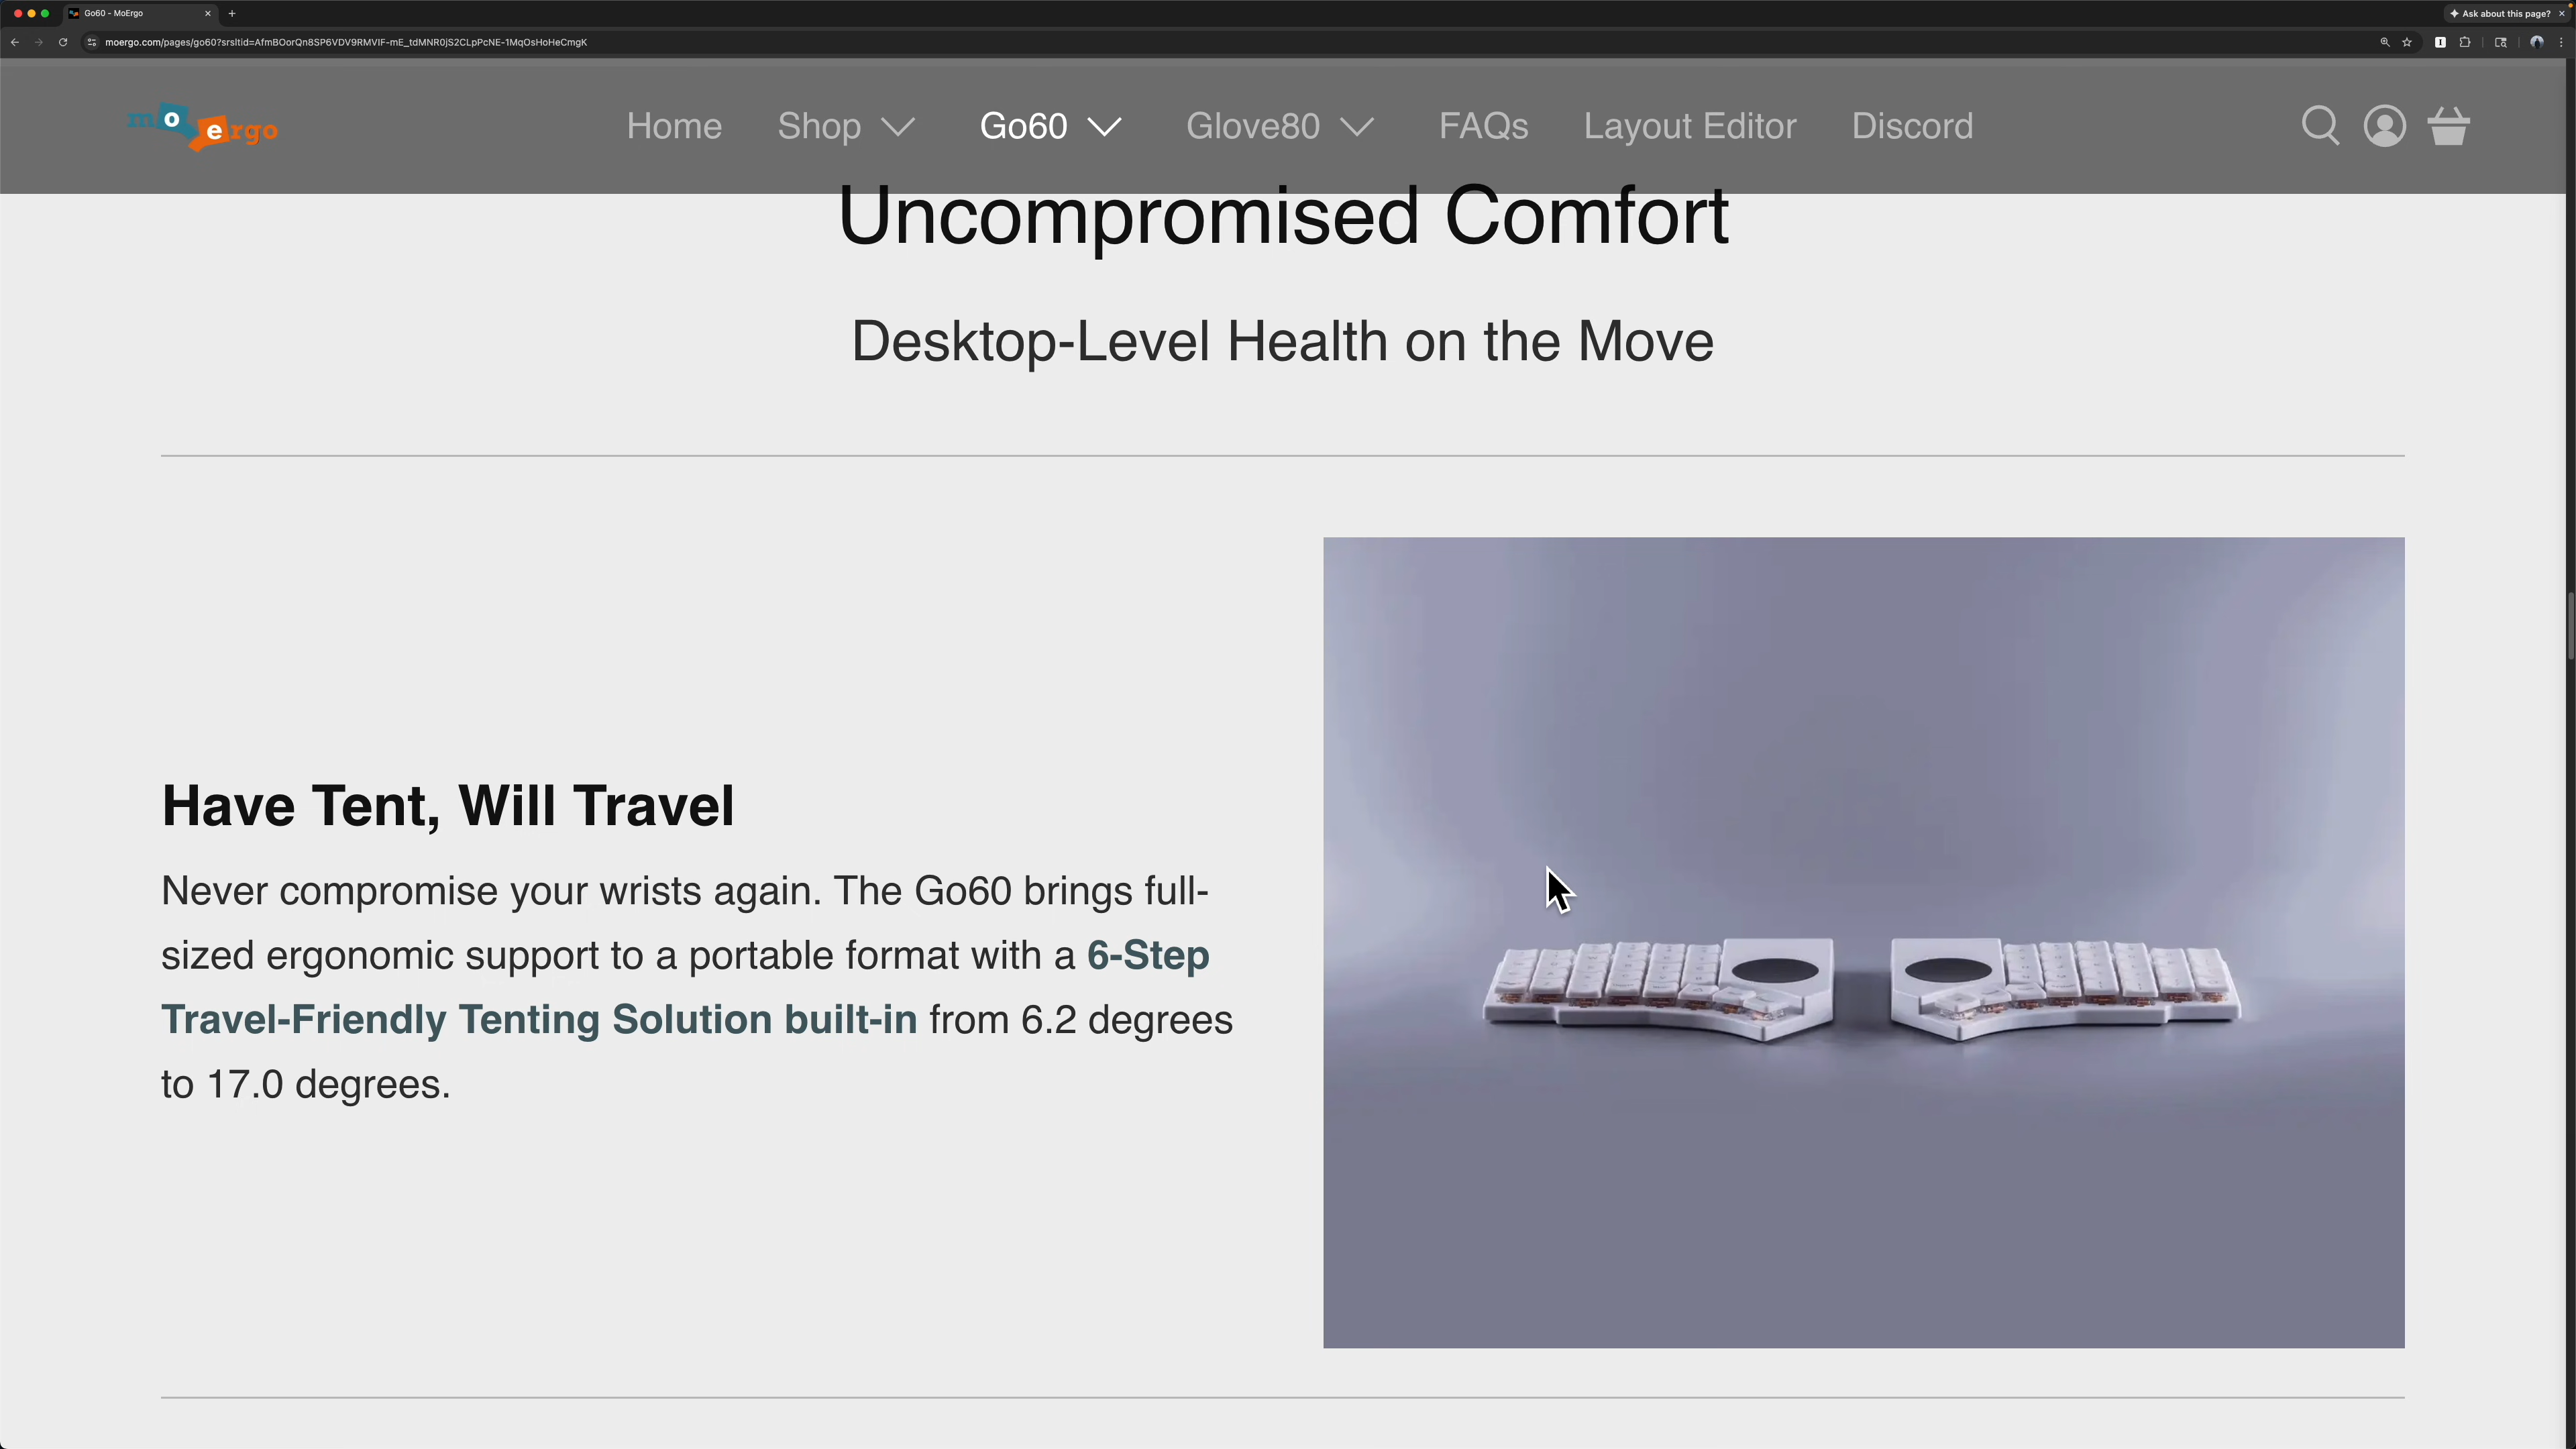 Go60 - MoErgo
Ask about this page?
moergo.com/pages/go60?srsltid=AfmBOorQn8SP6VDV9RMVIF-mE_tdMNR0jS2CLpPcNE-1MqOsHoHeCmgK
moergo
Home
Shop
Go60
Glove80
FAQs
Layout Editor
Discord
Uncompromised Comfort
Desktop-Level Health on the Move
Have Tent, Will Travel
Never compromise your wrists again. The Go60 brings full-
sized ergonomic support to a portable format with a 6-Step
Travel-Friendly Tenting Solution built-in from 6.2 degrees
to 17.0 degrees.